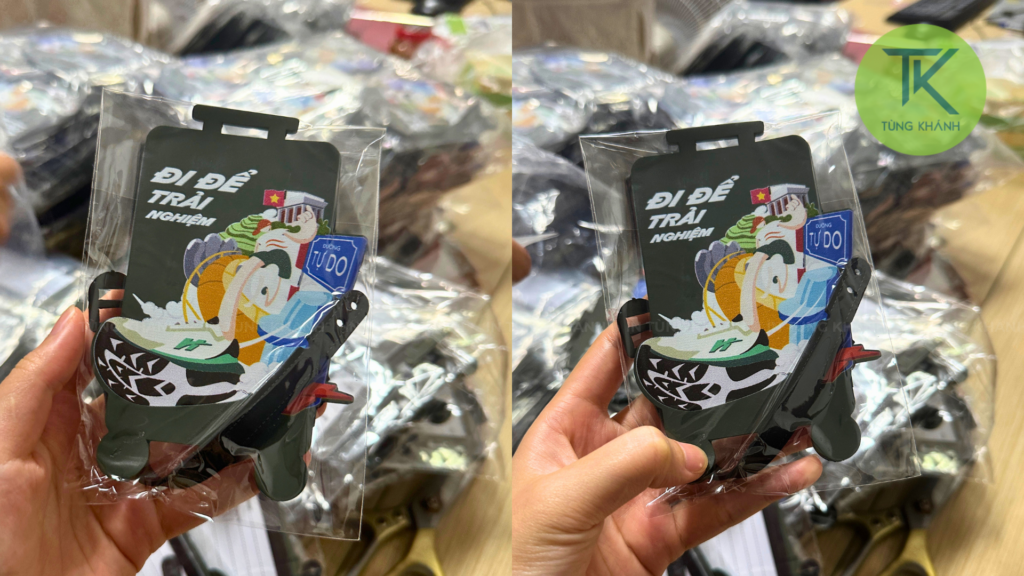 ĐI ĐỂ
TRẢI
NGHIỆM
ĐƯỜNG
TỰ DO
ĐI ĐỂ
TRẢI
NGHIỆM
ĐƯỜNG
TỰ DO
TK
TÙNG KHÁNH